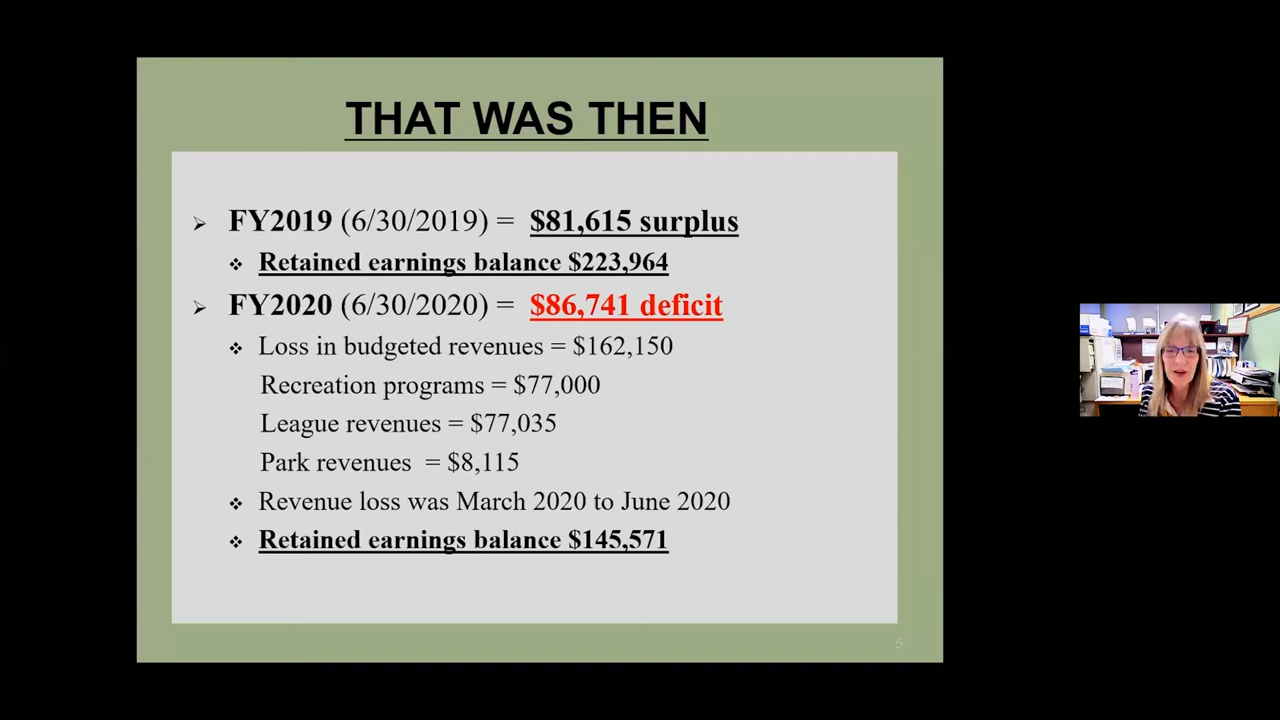 THAT WAS THEN
➢ FY2019 (6/30/2019) = $81,615 surplus
❖ Retained earnings balance $223,964
➢ FY2020 (6/30/2020) = $86,741 deficit
❖ Loss in budgeted revenues = $162,150
Recreation programs = $77,000
League revenues = $77,035
Park revenues = $8,115
❖ Revenue loss was March 2020 to June 2020
❖ Retained earnings balance $145,571
5